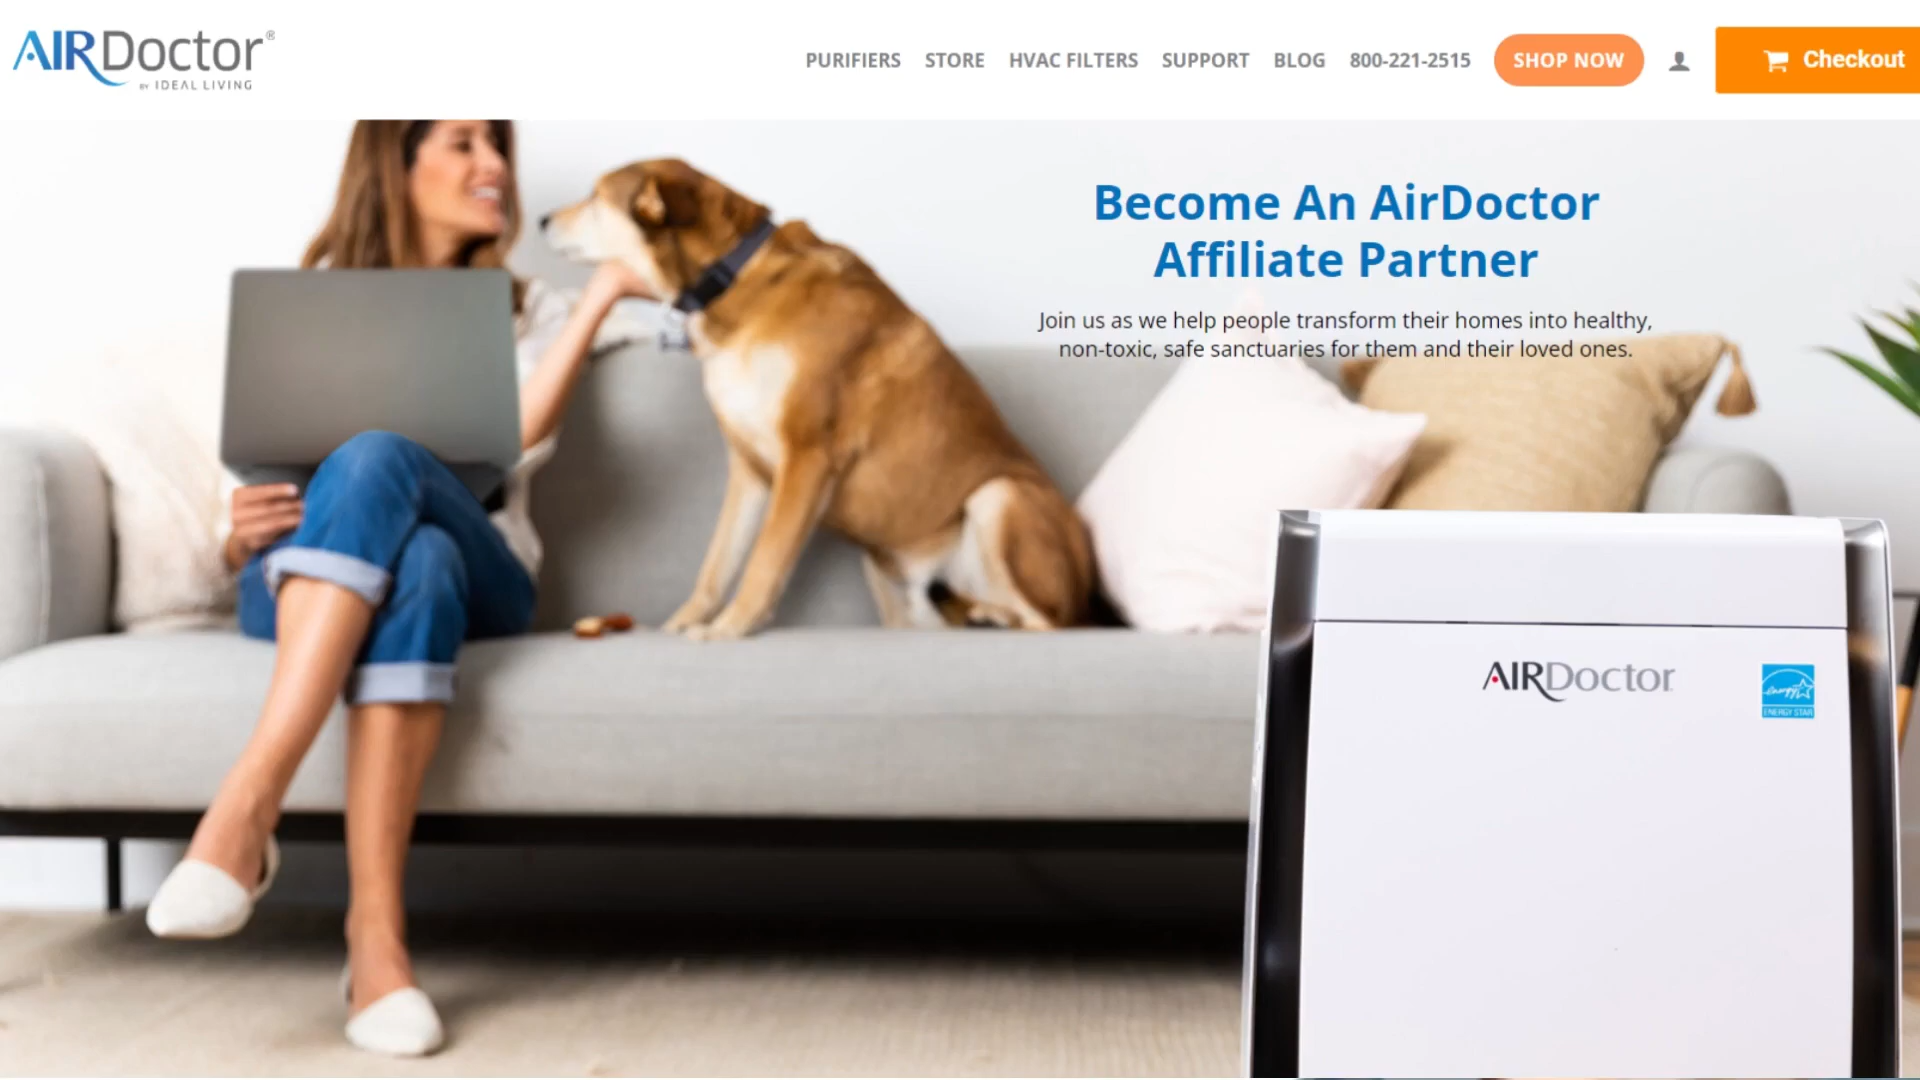 AIRDoctor®
BY IDEAL LIVING
PURIFIERS STORE HVAC FILTERS SUPPORT BLOG 800-221-2515 SHOP NOW Checkout
Become An AirDoctor
Affiliate Partner
Join us as we help people transform their homes into healthy,
non-toxic, safe sanctuaries for them and their loved ones.
AIRDoctor
energy
ENERGY STAR